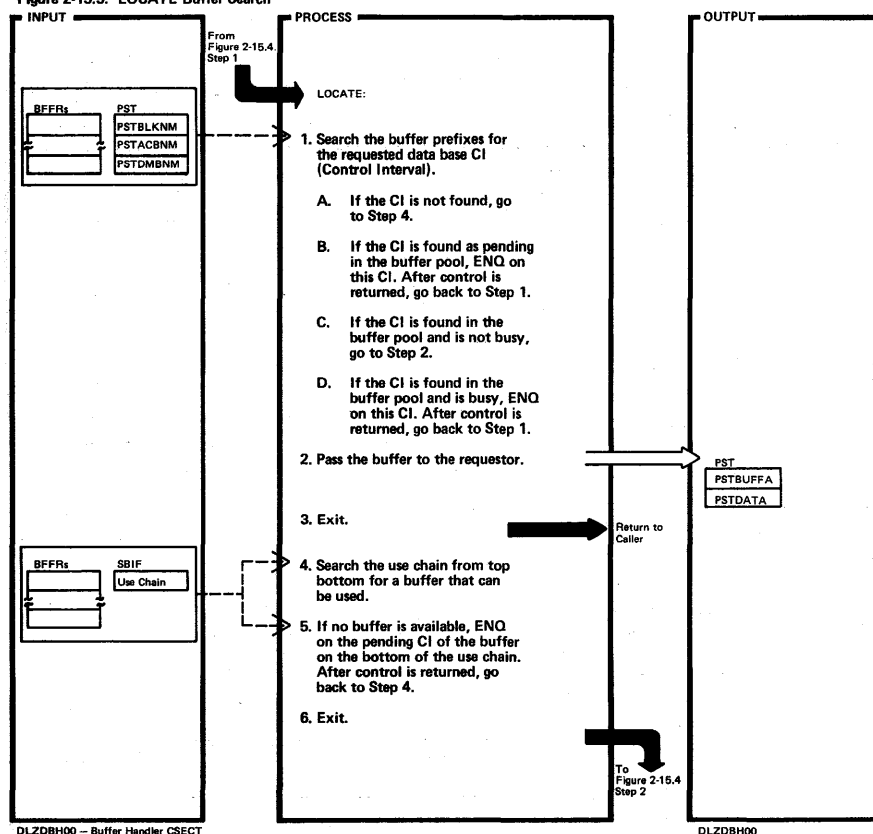 Figure 2-15.5. LOCATE Buffer Search
INPUT
PROCESS
OUTPUT
From
Figure 2-15.4.
Step 1
LOCATE:
BFFRs
PST
PSTBLKNM
PSTACBNM
PSTDMBNM
1. Search the buffer prefixes for
the requested data base CI
(Control Interval).
A. If the CI is not found, go
to Step 4.
B. If the CI is found as pending
in the buffer pool, ENQ on
this CI. After control is
returned, go back to Step 1.
C. If the CI is found in the
buffer pool and is not busy,
go to Step 2.
D. If the CI is found in the
buffer pool and is busy, ENQ
on this CI. After control is
returned, go back to Step 1.
2. Pass the buffer to the requestor.
PST
PSTBUFFA
PSTDATA
3. Exit.
Return to
Caller
BFFRs
SBIF
Use Chain
4. Search the use chain from top
bottom for a buffer that can
be used.
5. If no buffer is available, ENQ
on the pending CI of the buffer
on the bottom of the use chain.
After control is returned, go
back to Step 4.
6. Exit.
To
Figure 2-15.4
Step 2
DLZDBH00 — Buffer Handler CSECT
DLZDBH00